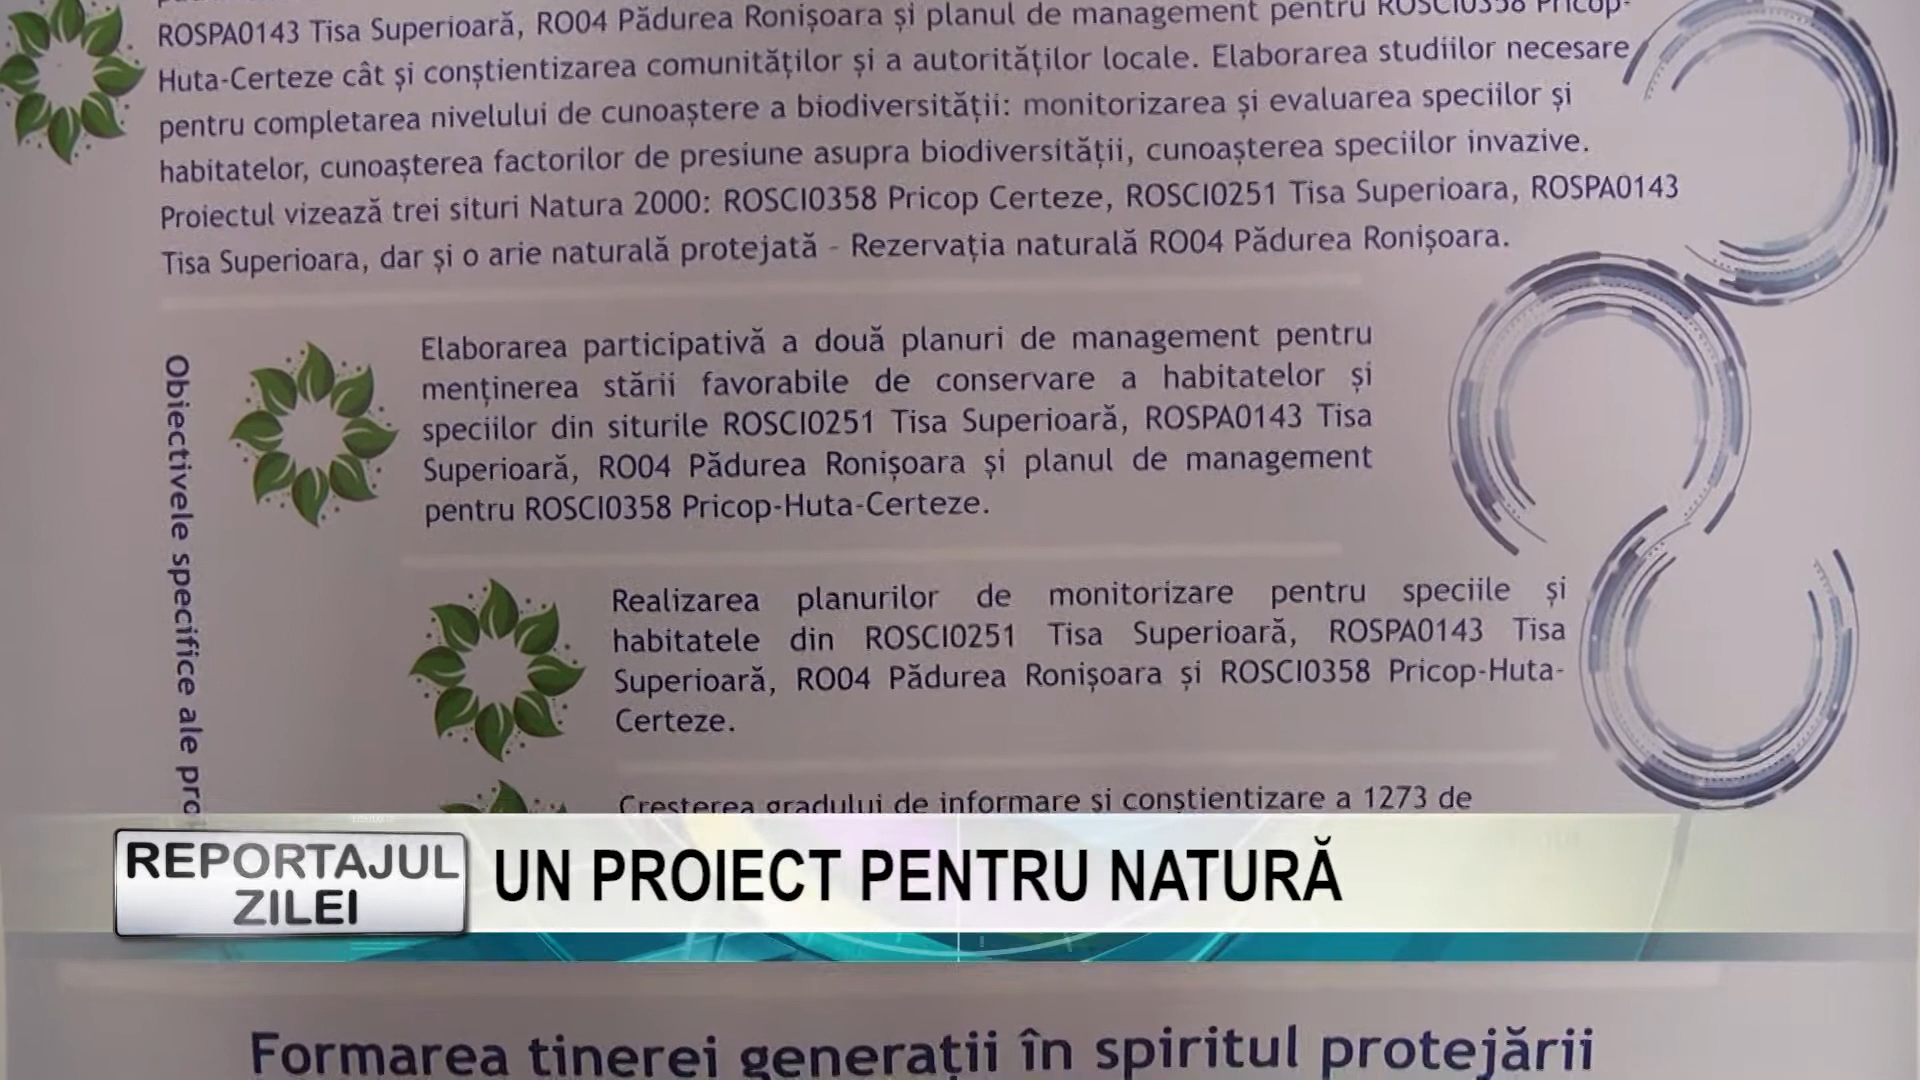 ROSPA0143 Tisa Superioară, RO04 Pădurea Ronișoara și planul de management pentru ROSCI0358 Pricop-
Huta-Certeze cât și conștientizarea comunităților și a autorităților locale. Elaborarea studiilor necesare
pentru completarea nivelului de cunoaștere a biodiversității: monitorizarea și evaluarea speciilor și
habitatelor, cunoașterea factorilor de presiune asupra biodiversității, cunoașterea speciilor invazive.
Proiectul vizează trei situri Natura 2000: ROSCI0358 Pricop Certeze, ROSCI0251 Tisa Superioara, ROSPA0143
Tisa Superioara, dar și o arie naturală protejată - Rezervația naturală RO04 Pădurea Ronișoara.
Obiectivele specifice ale pro
Elaborarea participativă a două planuri de management pentru
menținerea stării favorabile de conservare a habitatelor și
speciilor din siturile ROSCI0251 Tisa Superioară, ROSPA0143 Tisa
Superioară, RO04 Pădurea Ronișoara și planul de management
pentru ROSCI0358 Pricop-Huta-Certeze.
Realizarea planurilor de monitorizare pentru speciile și
habitatele din ROSCI0251 Tisa Superioară, ROSPA0143 Tisa
Superioară, RO04 Pădurea Ronișoara și ROSCI0358 Pricop-Huta-
Certeze.
Creșterea gradului de informare și conștientizare a 1273 de
REPORTAJUL
ZILEI
UN PROIECT PENTRU NATURĂ
Formarea tinerei generații în spiritul protejării